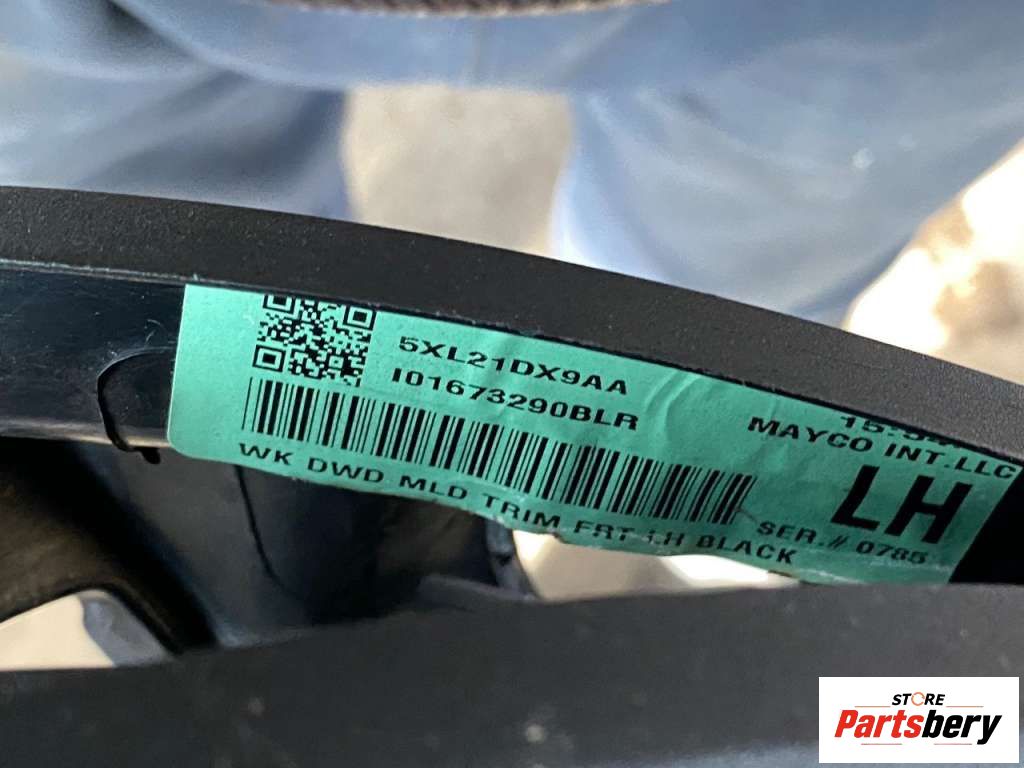 5XL21DX9AA
I01673290BLR
MAYCO INT.LLC
LH
SER.# 0785
WK DWD MLD TRIM FRT LH BLACK
STORE
Partsbery